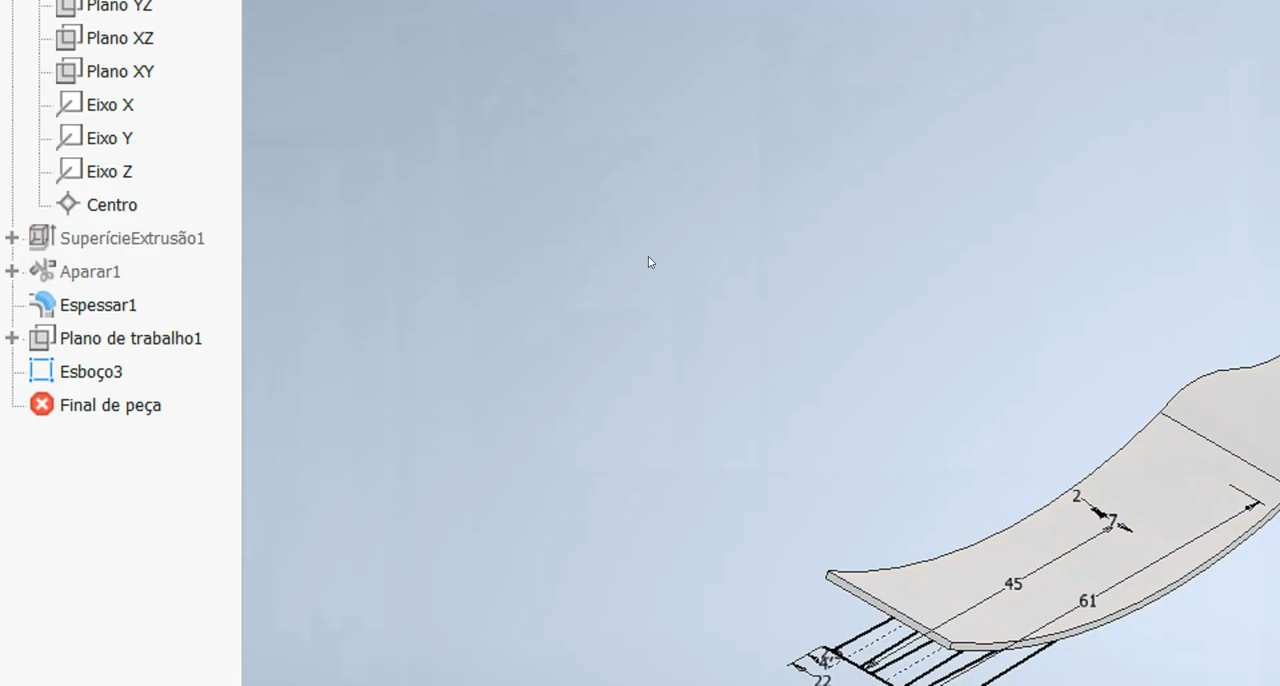 Plano YZ
Plano XZ
Plano XY
Eixo X
Eixo Y
Eixo Z
Centro
SuperícieExtrusão1
Aparar1
Espessar1
Plano de trabalho1
Esboço3
Final de peça
2
7
45
61
22